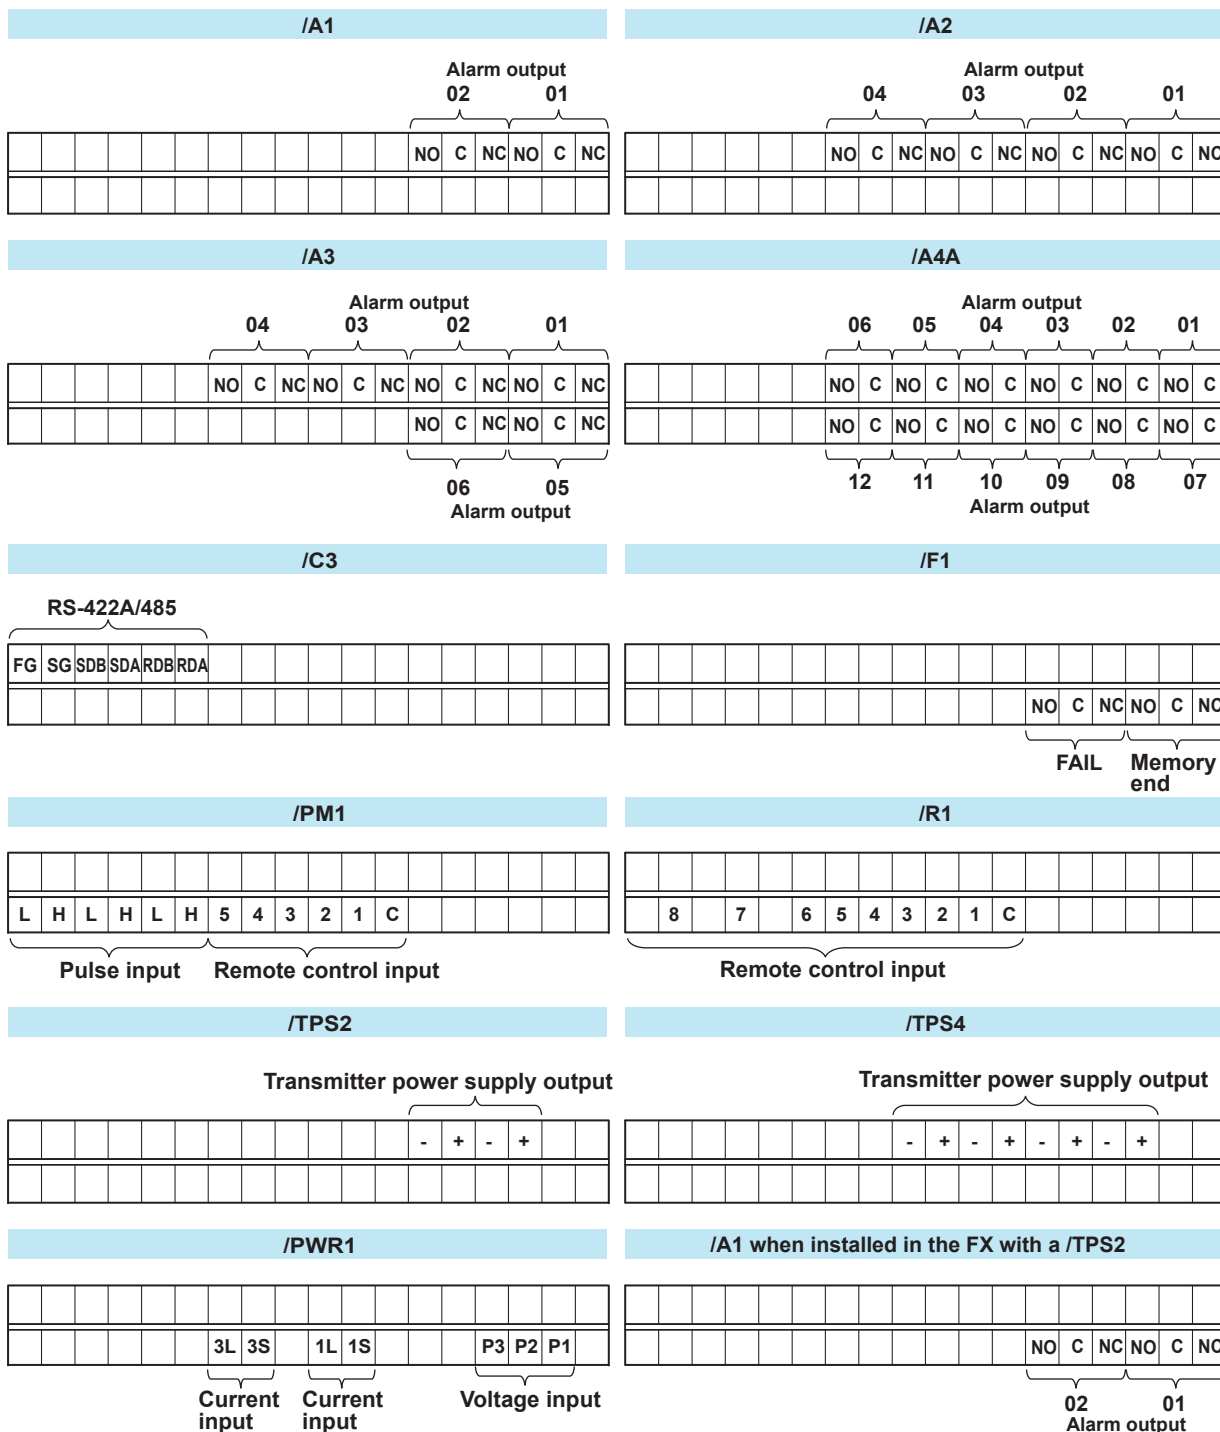 /A1
Alarm output
02 01
NO C NC NO C NC
/A2
Alarm output
04 03 02 01
NO C NC NO C NC NO C NC NO C NC
/A3
Alarm output
04 03 02 01
NO C NC NO C NC NO C NC NO C NC
NO C NC NO C NC
06 05
Alarm output
/A4A
Alarm output
06 05 04 03 02 01
NO C NO C NO C NO C NO C NO C
NO C NO C NO C NO C NO C NO C
12 11 10 09 08 07
Alarm output
/C3
RS-422A/485
FG SG SDB SDA RDB RDA
/F1
NO C NC NO C NC
FAIL Memory
end
/PM1
L H L H L H 5 4 3 2 1 C
Pulse input Remote control input
/R1
8 7 6 5 4 3 2 1 C
Remote control input
/TPS2
Transmitter power supply output
- + - +
/TPS4
Transmitter power supply output
- + - + - + - +
/PWR1
3L 3S 1L 1S P3 P2 P1
Current Current Voltage input
input input
/A1 when installed in the FX with a /TPS2
NO C NC NO C NC
02 01
Alarm output